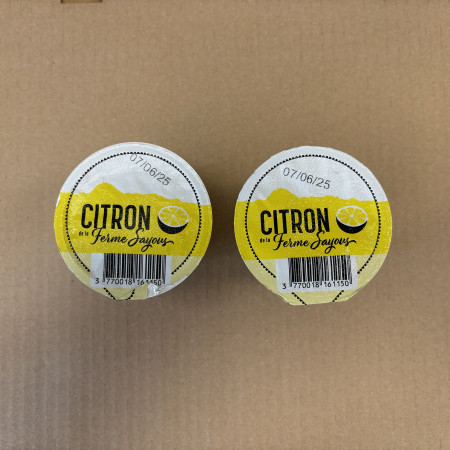 07/06/25
CITRON
de la Ferme Sayous
3 770018 161150
07/06/25
CITRON
de la Ferme Sayous
3 770018 161150